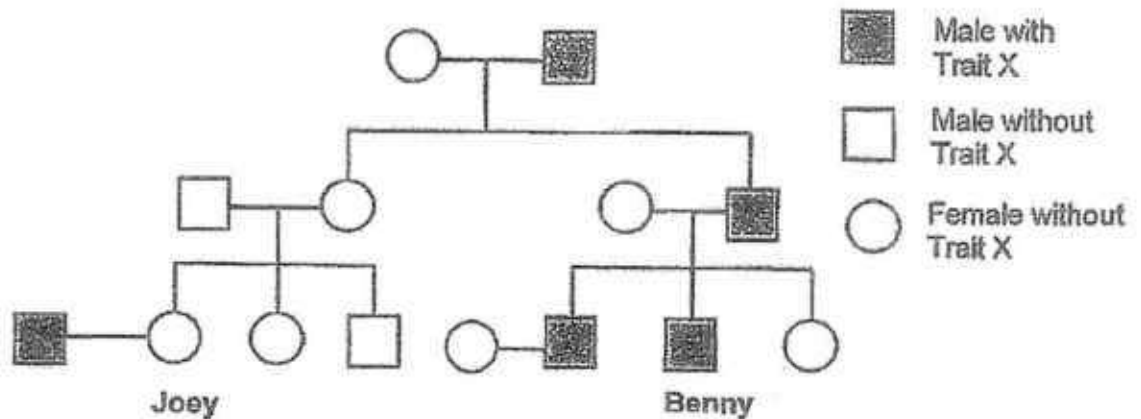 Male with
Trait X
Male without
Trait X
Female without
Trait X
Joey
Benny